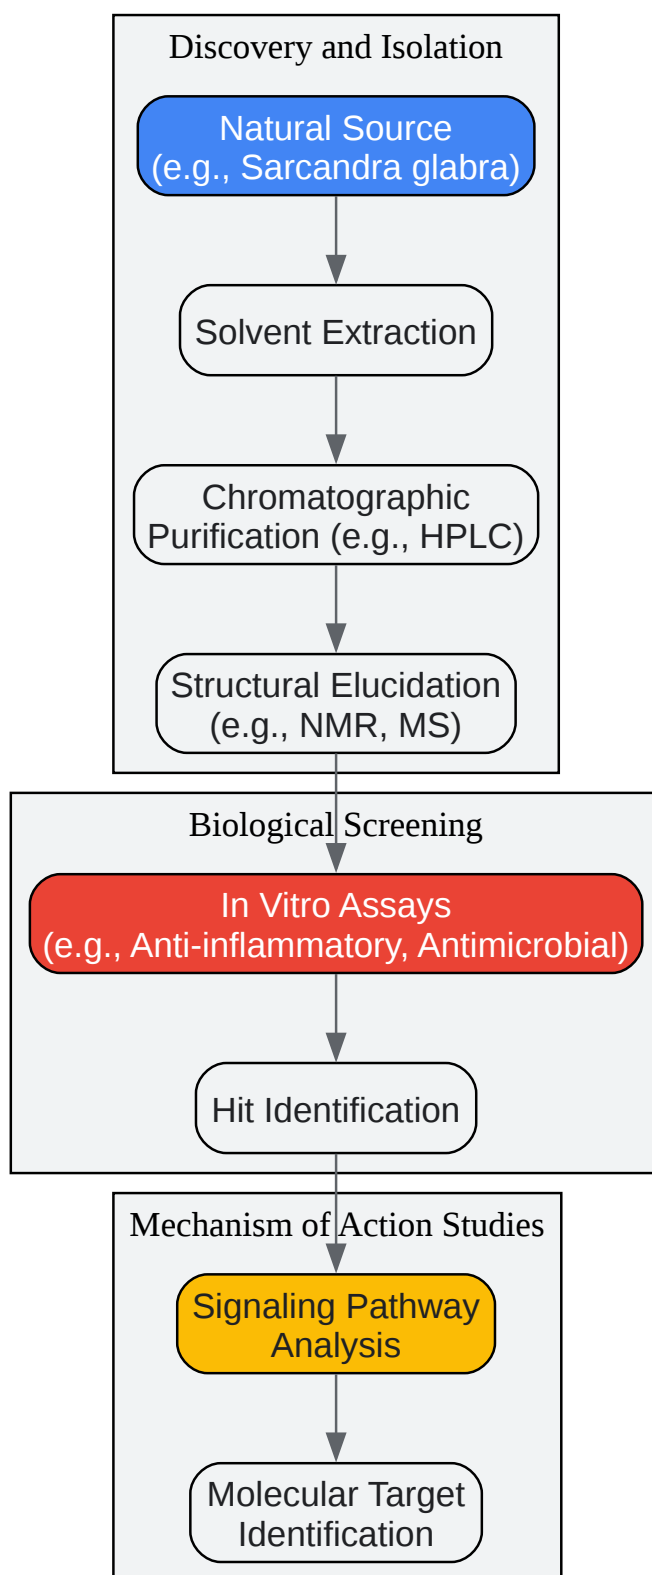 Discovery and Isolation
Natural Source
(e.g., Sarcandra glabra)
Solvent Extraction
Chromatographic
Purification (e.g., HPLC)
Structural Elucidation
(e.g., NMR, MS)
Biological Screening
In Vitro Assays
(e.g., Anti-inflammatory, Antimicrobial)
Hit Identification
Mechanism of Action Studies
Signaling Pathway
Analysis
Molecular Target
Identification